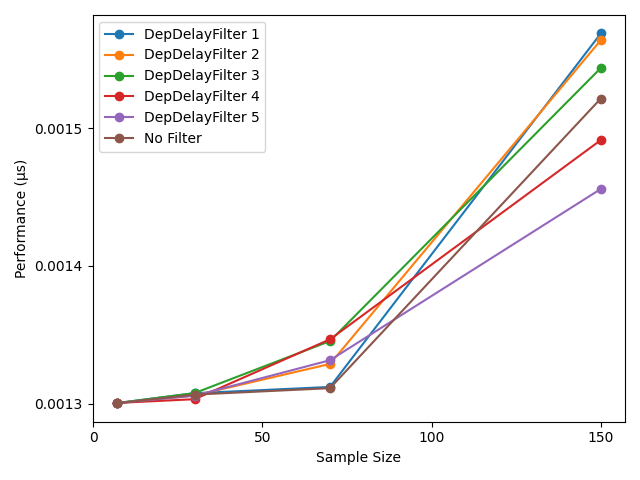 DepDelayFilter 1
DepDelayFilter 2
DepDelayFilter 3
DepDelayFilter 4
DepDelayFilter 5
No Filter
0.0015
0.0014
0.0013
Performance (µs)
0 50 100 150
Sample Size